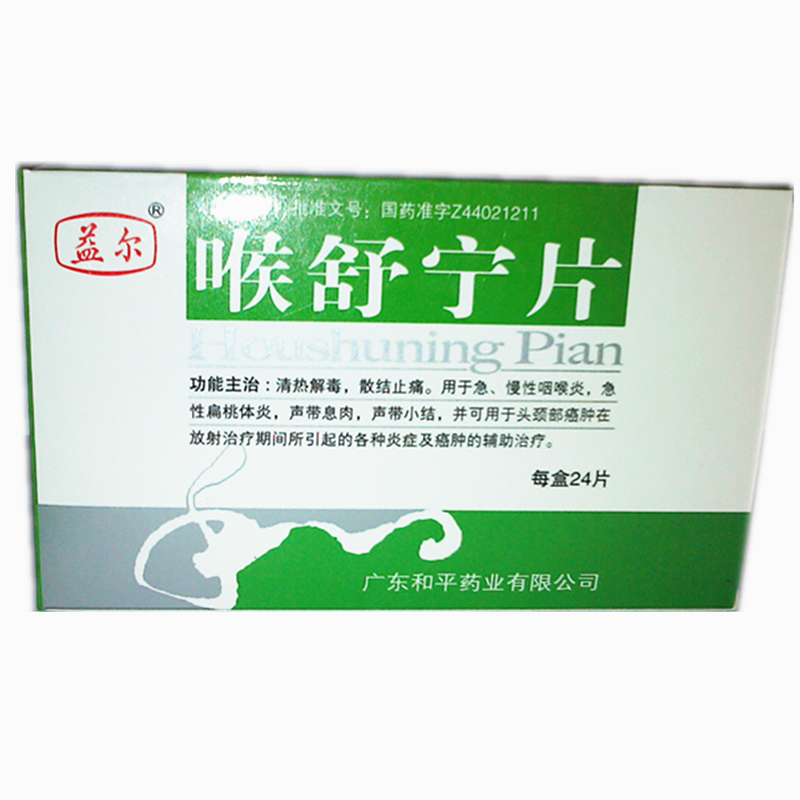 益尔®
批准文号：国药准字Z44021211
喉舒宁片
Houshuning Pian
功能主治：清热解毒，散结止痛。用于急、慢性咽喉炎，急
性扁桃体炎，声带息肉，声带小结，并可用于头颈部癌肿在
放射治疗期间所引起的各种炎症及癌肿的辅助治疗。
每盒24片
广东和平药业有限公司